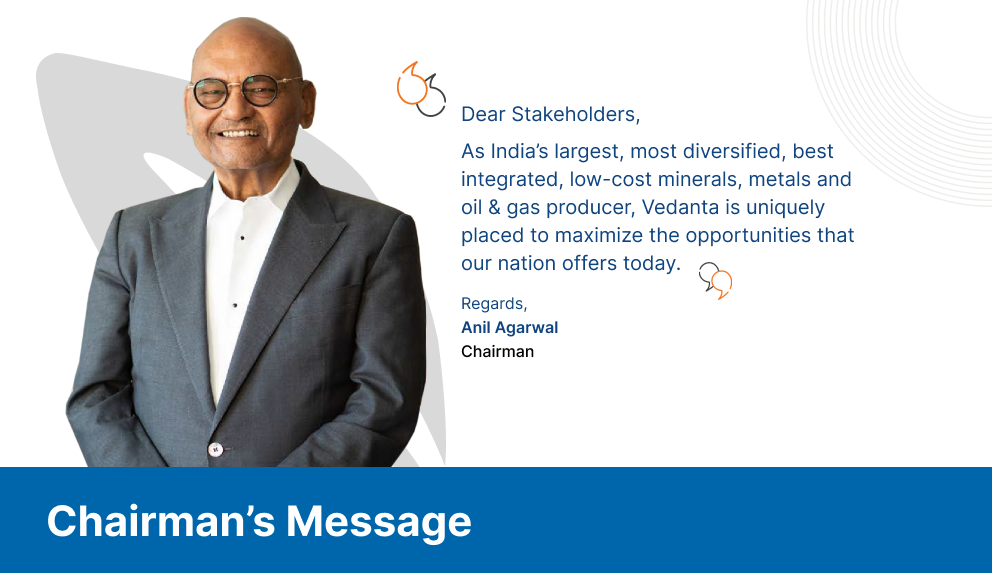 Dear Stakeholders,
As India’s largest, most diversified, best
integrated, low-cost minerals, metals and
oil & gas producer, Vedanta is uniquely
placed to maximize the opportunities that
our nation offers today.
Regards,
Anil Agarwal
Chairman
Chairman’s Message